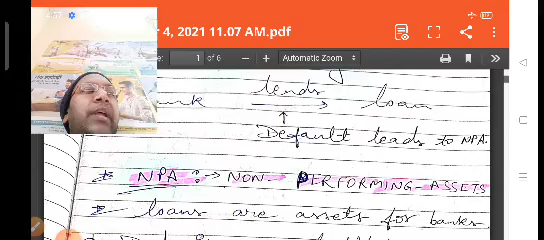 4, 2021 11.07 AM.pdf
1 of 6
Automatic Zoom
lends
loan
Default leads to NPA.
NPA : → NON PERFORMING ASSETS
loans are assets for banks